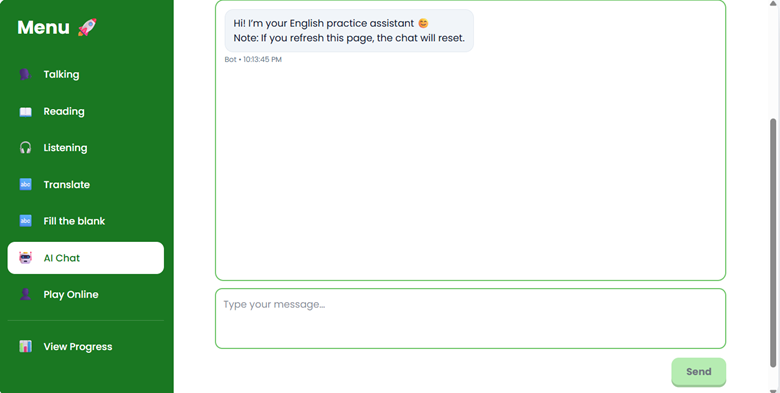 Menu 🚀
Talking
Reading
Listening
abc Translate
abc Fill the blank
AI Chat
Play Online
View Progress
Hi! I'm your English practice assistant 😊
Note: If you refresh this page, the chat will reset.
Bot • 10:13:45 PM
Type your message...
Send